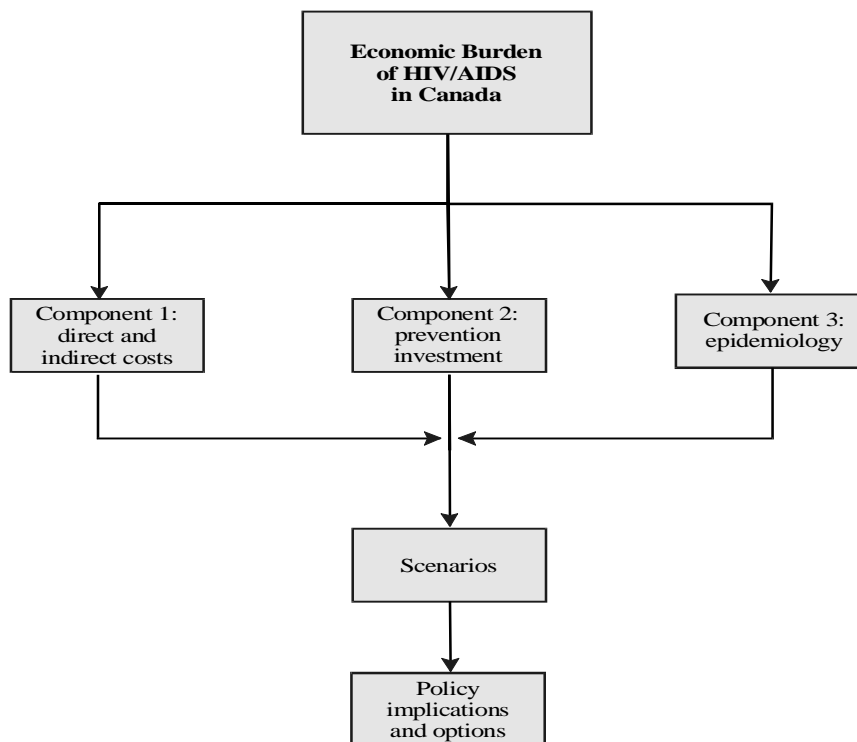 Economic Burden
of HIV/AIDS
in Canada
Component 1:
direct and
indirect costs
Component 2:
prevention
investment
Component 3:
epidemiology
Scenarios
Policy
implications
and options